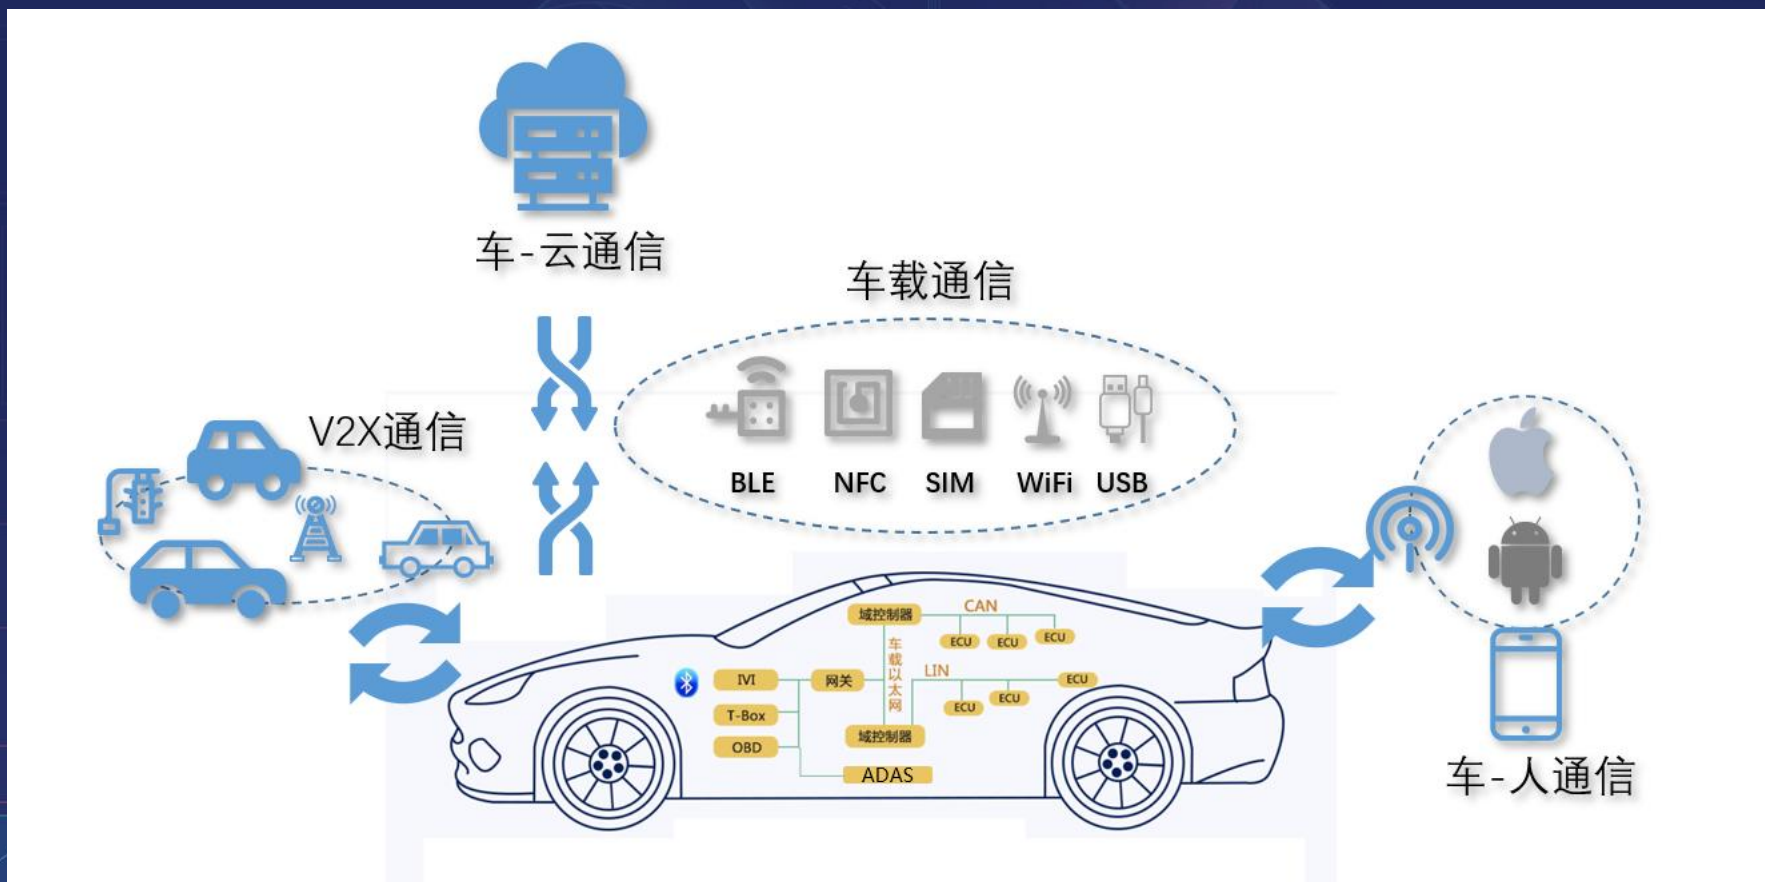 车-云通信
车载通信
V2X通信
BLE NFC SIM WiFi USB
域控制器 CAN
ECU ECU ECU
车载以太网
LIN
IVI 网关 ECU
ECU ECU
T-Box
OBD 域控制器
ADAS
车-人通信